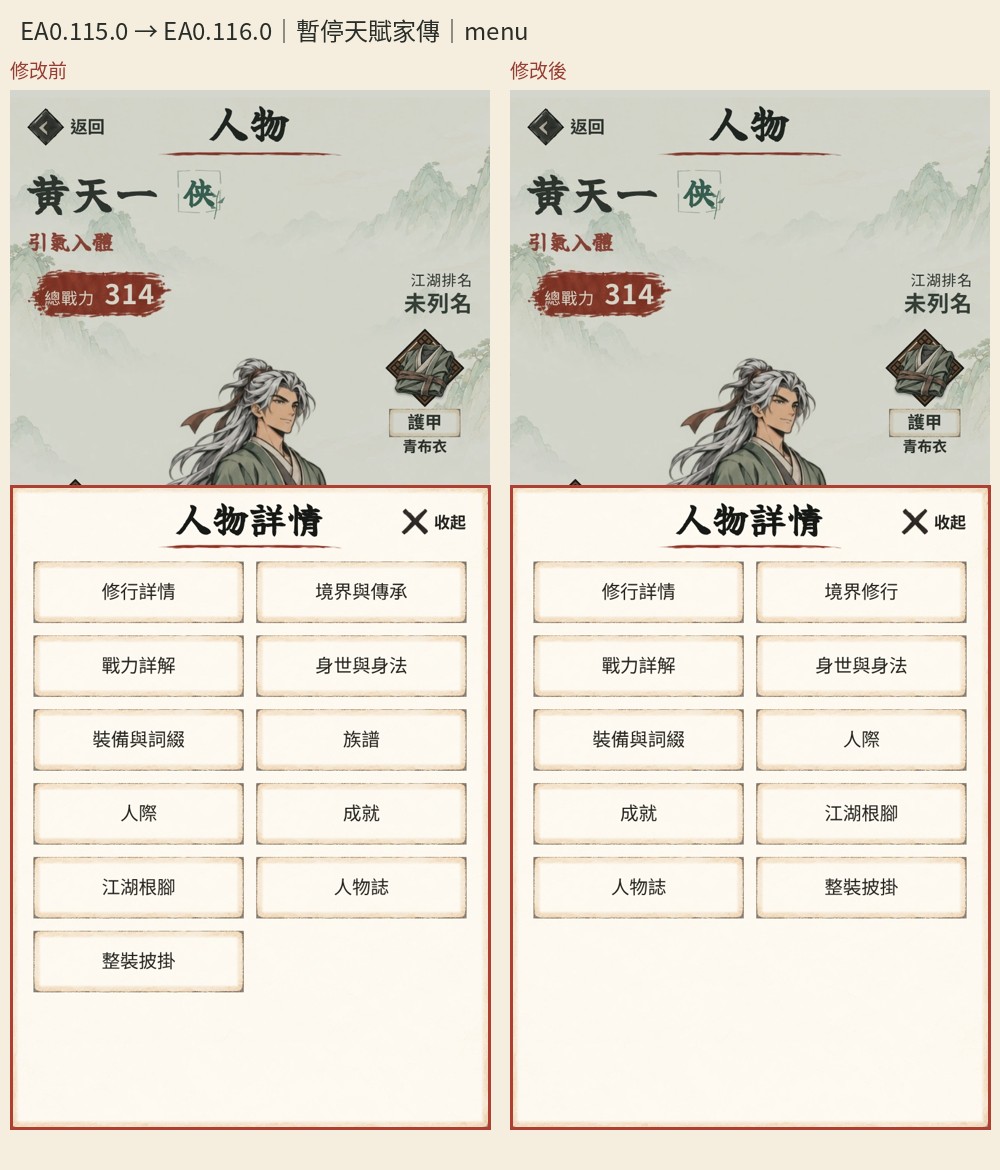 EA0.115.0 → EA0.116.0｜暫停天賦家傳｜menu
修改前
返回
人物
黄天一
俠
引氣入體
總戰力 314
江湖排名
未列名
護甲
青布衣
人物詳情
收起
修行詳情
境界與傳承
戰力詳解
身世與身法
裝備與詞綴
族譜
人際
成就
江湖根腳
人物誌
整裝披掛
修改後
返回
人物
黄天一
俠
引氣入體
總戰力 314
江湖排名
未列名
護甲
青布衣
人物詳情
收起
修行詳情
境界修行
戰力詳解
身世與身法
裝備與詞綴
人際
成就
江湖根腳
人物誌
整裝披掛